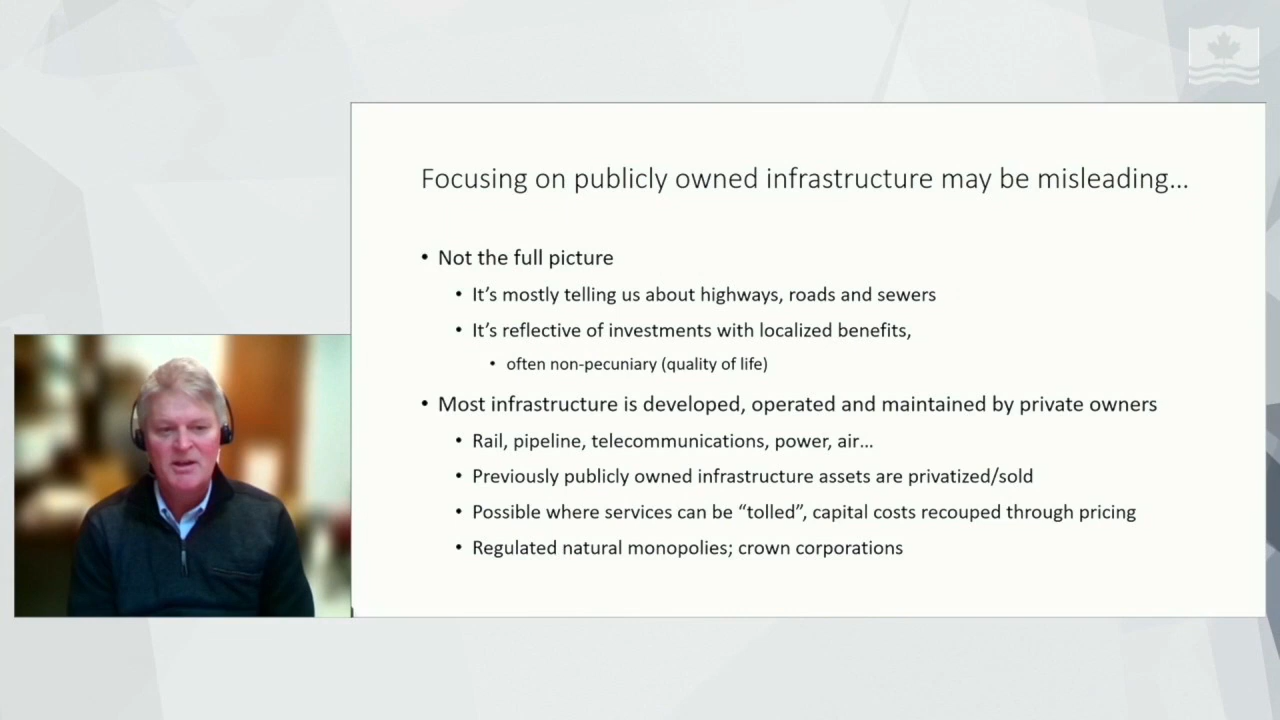 Focusing on publicly owned infrastructure may be misleading...
• Not the full picture
• It’s mostly telling us about highways, roads and sewers
• It’s reflective of investments with localized benefits,
• often non-pecuniary (quality of life)
• Most infrastructure is developed, operated and maintained by private owners
• Rail, pipeline, telecommunications, power, air...
• Previously publicly owned infrastructure assets are privatized/sold
• Possible where services can be “tolled”, capital costs recouped through pricing
• Regulated natural monopolies; crown corporations